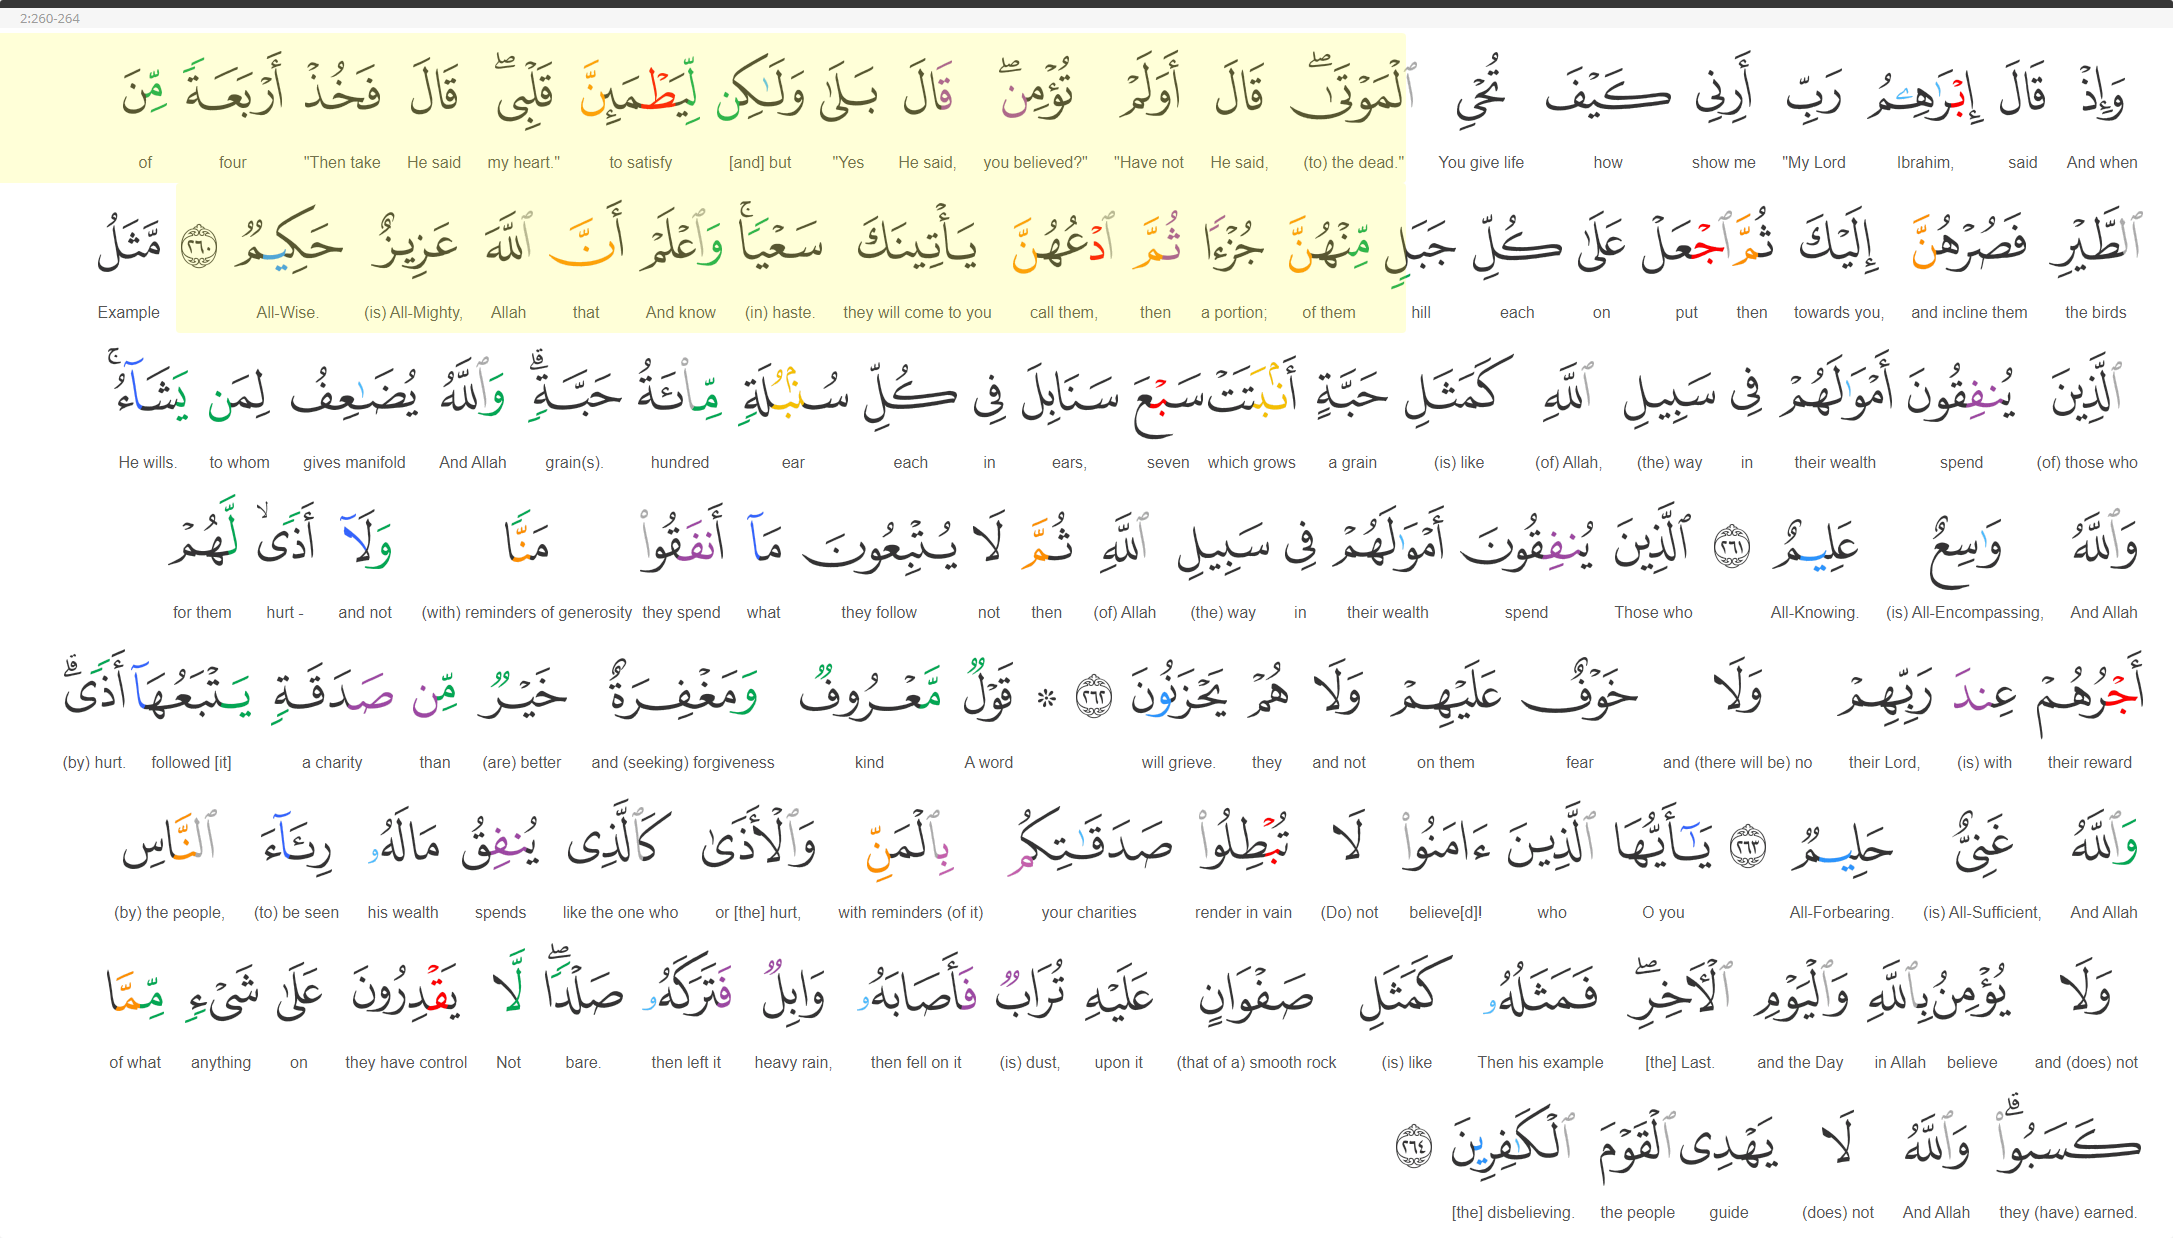 2:260-264
وَإِذْ قَالَ إِبْرَٰهِـۧمُ رَبِّ أَرِنِى كَيْفَ تُحْىِ ٱلْمَوْتَىٰ ۖ قَالَ أَوَلَمْ تُؤْمِن ۖ قَالَ بَلَىٰ وَلَـٰكِن لِّيَطْمَئِنَّ قَلْبِى ۖ قَالَ فَخُذْ أَرْبَعَةً مِّنَ
of four "Then take He said my heart." to satisfy [and] but "Yes He said, you believed?" "Have not He said, (to) the dead." You give life how show me "My Lord Ibrahim, said And when
ٱلطَّيْرِ فَصُرْهُنَّ إِلَيْكَ ثُمَّ ٱجْعَلْ عَلَىٰ كُلِّ جَبَلٍ مِّنْهُنَّ جُزْءًا ثُمَّ ٱدْعُهُنَّ يَأْتِينَكَ سَعْيًا ۚ وَٱعْلَمْ أَنَّ ٱللَّهَ عَزِيزٌ حَكِيمٌ ٢٦٠ مَّثَلُ
Example All-Wise. (is) All-Mighty, Allah that And know (in) haste. they will come to you call them, then a portion; of them hill each on put then towards you, and incline them the birds
ٱلَّذِينَ يُنفِقُونَ أَمْوَٰلَهُمْ فِى سَبِيلِ ٱللَّهِ كَمَثَلِ حَبَّةٍ أَنۢبَتَتْ سَبْعَ سَنَابِلَ فِى كُلِّ سُنۢبُلَةٍ مِّا۟ئَةُ حَبَّةٍ ۗ وَٱللَّهُ يُضَـٰعِفُ لِمَن يَشَآءُ ۚ
He wills. to whom gives manifold And Allah grain(s). hundred ear each in ears, seven which grows a grain (is) like (of) Allah, (the) way in their wealth spend (of) those who
وَٱللَّهُ وَٰسِعٌ عَلِيمٌ ٢٦١ ٱلَّذِينَ يُنفِقُونَ أَمْوَٰلَهُمْ فِى سَبِيلِ ٱللَّهِ ثُمَّ لَا يُتْبِعُونَ مَآ أَنفَقُوا۟ مَنًّا وَلَآ أَذًى ۙ لَّهُمْ
for them hurt - and not (with) reminders of generosity they spend what they follow not then (of) Allah (the) way in their wealth spend Those who All-Knowing. (is) All-Encompassing, And Allah
أَجْرُهُمْ عِندَ رَبِّهِمْ وَلَا خَوْفٌ عَلَيْهِمْ وَلَا هُمْ يَحْزَنُونَ ٢٦٢ ۞ قَوْلٌ مَّعْرُوفٌ وَمَغْفِرَةٌ خَيْرٌ مِّن صَدَقَةٍ يَتْبَعُهَآ أَذًى ۗ
(by) hurt. followed [it] a charity than (are) better and (seeking) forgiveness kind A word will grieve. they and not on them fear and (there will be) no their Lord, (is) with their reward
وَٱللَّهُ غَنِىٌّ حَلِيمٌ ٢٦٣ يَـٰٓأَيُّهَا ٱلَّذِينَ ءَامَنُوا۟ لَا تُبْطِلُوا۟ صَدَقَـٰتِكُم بِٱلْمَنِّ وَٱلْأَذَىٰ كَٱلَّذِى يُنفِقُ مَالَهُۥ رِئَآءَ ٱلنَّاسِ
(by) the people, (to) be seen his wealth spends like the one who or [the] hurt, with reminders (of it) your charities render in vain (Do) not believe[d]! who O you All-Forbearing. (is) All-Sufficient, And Allah
وَلَا يُؤْمِنُ بِٱللَّهِ وَٱلْيَوْمِ ٱلْـَٔاخِرِ ۖ فَمَثَلُهُۥ كَمَثَلِ صَفْوَانٍ عَلَيْهِ تُرَابٌ فَأَصَابَهُۥ وَابِلٌ فَتَرَكَهُۥ صَلْدًا ۖ لَّا يَقْدِرُونَ عَلَىٰ شَىْءٍ مِّمَّا
of what anything on they have control Not bare. then left it heavy rain, then fell on it (is) dust, upon it (that of a) smooth rock (is) like Then his example [the] Last. and the Day in Allah believe and (does) not
كَسَبُوا۟ ۗ وَٱللَّهُ لَا يَهْدِى ٱلْقَوْمَ ٱلْكَـٰفِرِينَ ٢٦٤
[the] disbelieving. the people guide (does) not And Allah they (have) earned.